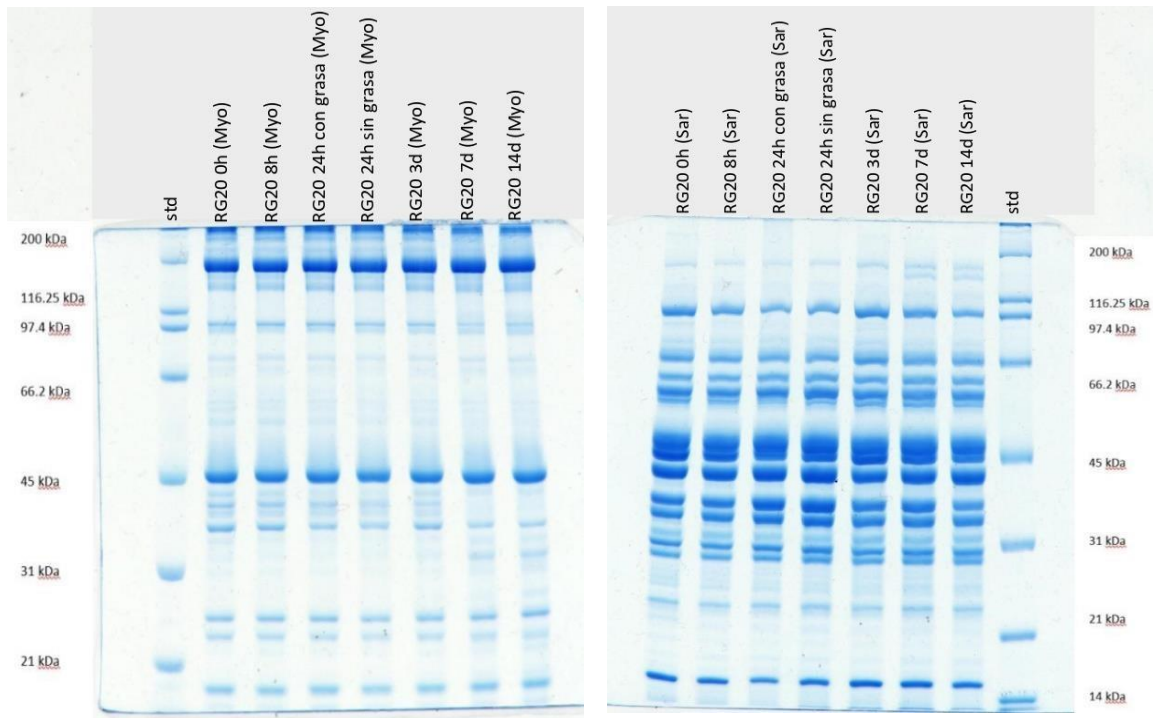 std
RG20 0h (Myo)
RG20 8h (Myo)
RG20 24h con grasa (Myo)
RG20 24h sin grasa (Myo)
RG20 3d (Myo)
RG20 7d (Myo)
RG20 14d (Myo)
200 kDa
116.25 kDa
97.4 kDa
66.2 kDa
45 kDa
31 kDa
21 kDa
RG20 0h (Sar)
RG20 8h (Sar)
RG20 24h con grasa (Sar)
RG20 24h sin grasa (Sar)
RG20 3d (Sar)
RG20 7d (Sar)
RG20 14d (Sar)
std
200 kDa
116.25 kDa
97.4 kDa
66.2 kDa
45 kDa
31 kDa
21 kDa
14 kDa